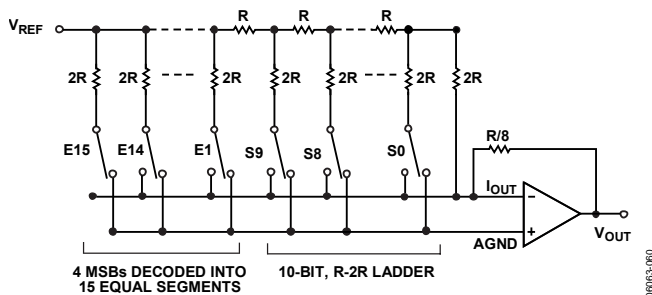 R R R
VREF
2R 2R 2R 2R 2R 2R 2R
E15 E14 E1 S9 S8 S0
R/8
IOUT
−
+
AGND
VOUT
4 MSBs DECODED INTO
15 EQUAL SEGMENTS
10-BIT, R-2R LADDER
06063-060